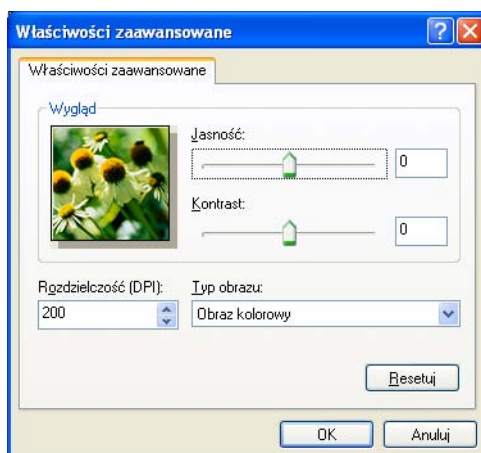 Właściwości zaawansowane
Właściwości zaawansowane
Wygląd
Jasność:
0
Kontrast:
0
Rozdzielczość (DPI): Typ obrazu:
200 Obraz kolorowy
Resetuj
OK Anuluj